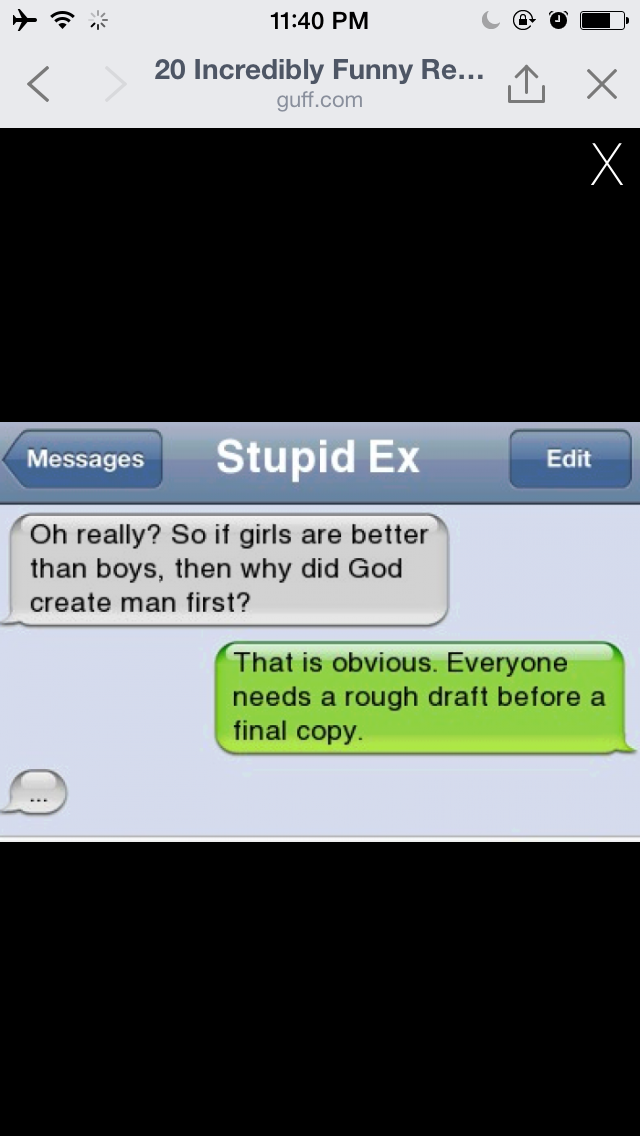 11:40 PM
20 Incredibly Funny Re...
guff.com
X
Messages
Stupid Ex
Edit
Oh really? So if girls are better
than boys, then why did God
create man first?
That is obvious. Everyone
needs a rough draft before a
final copy.
...